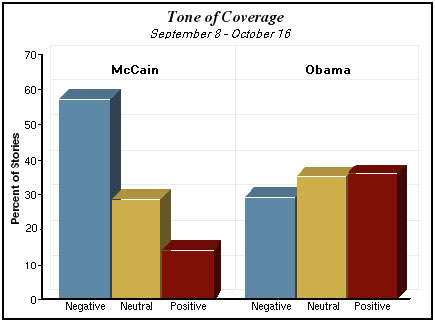 Tone of Coverage
September 8 - October 16
McCain Obama
Percent of Stories
70
60
50
40
30
20
10
0
Negative Neutral Positive Negative Neutral Positive